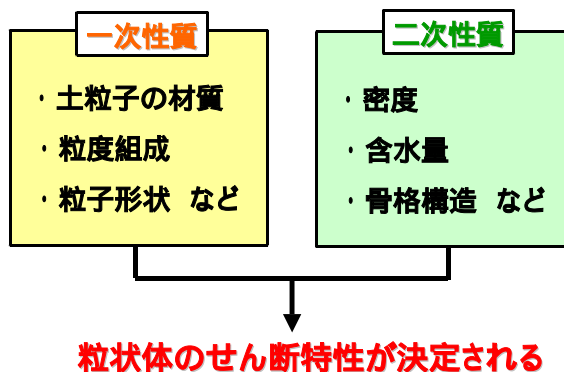 一次性質
・土粒子の材質
・粒度組成
・粒子形状 など
二次性質
・密度
・含水量
・骨格構造 など
粒状体のせん断特性が決定される